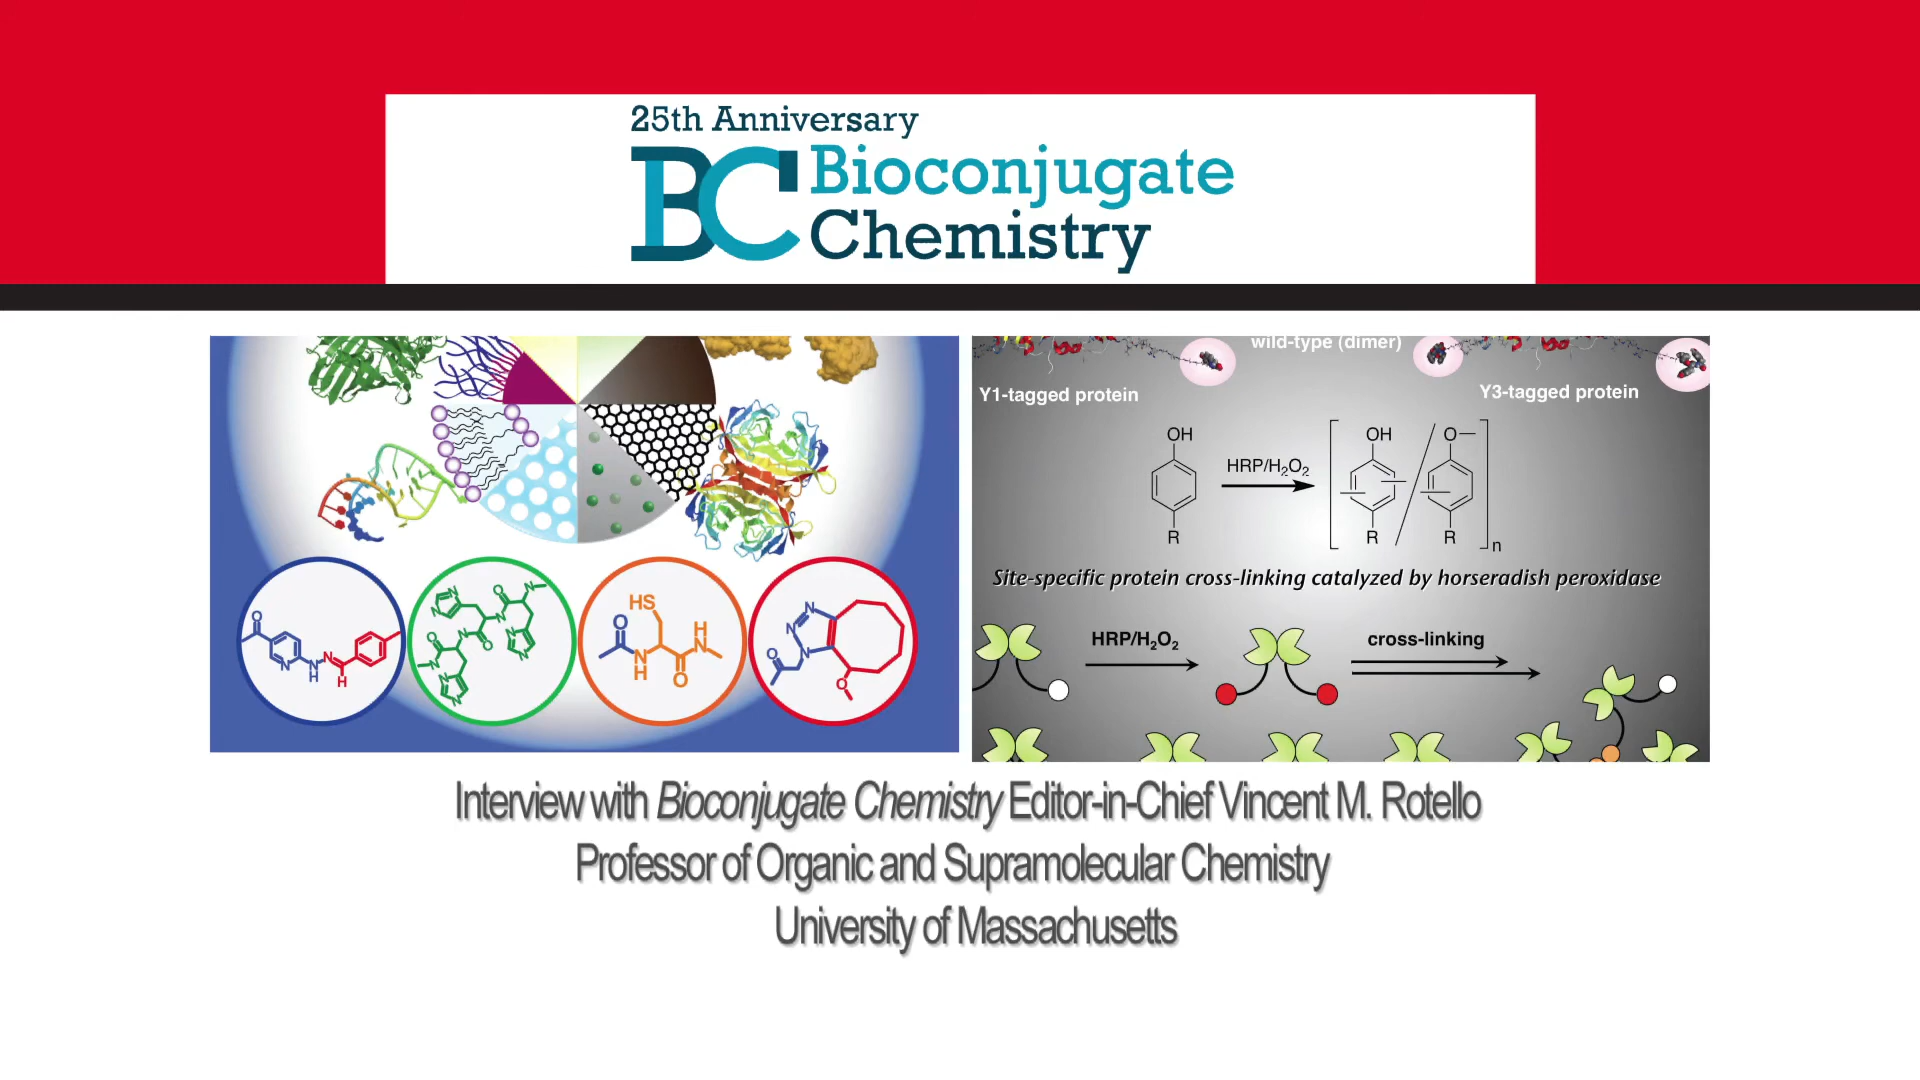 25th Anniversary
BC Bioconjugate
Chemistry
wild-type (dimer)
Y1-tagged protein
Y3-tagged protein
OH
OH
O
HRP/H₂O₂
R
R
R
n
Site-specific protein cross-linking catalyzed by horseradish peroxidase
HRP/H₂O₂
cross-linking
O
N
N
H
N
H
N
N
N
O
N
N
O
N
N
N
O
N
N
HS
O
N
H
O
H
N
N
N
N
O
O
Interview with Bioconjugate Chemistry Editor-in-Chief Vincent M. Rotello
Professor of Organic and Supramolecular Chemistry
University of Massachusetts